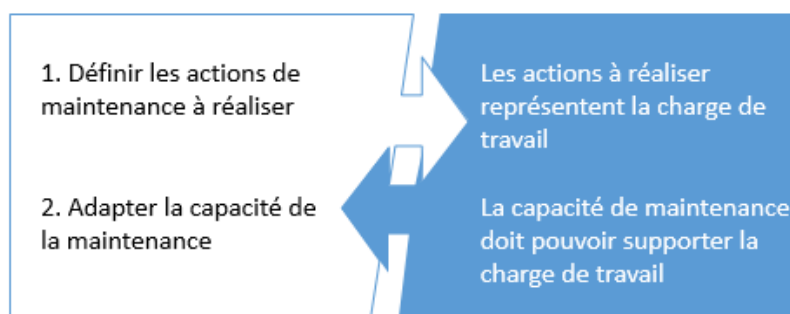 1. Définir les actions de
maintenance à réaliser
Les actions à réaliser
représentent la charge de
travail
2. Adapter la capacité de
la maintenance
La capacité de maintenance
doit pouvoir supporter la
charge de travail